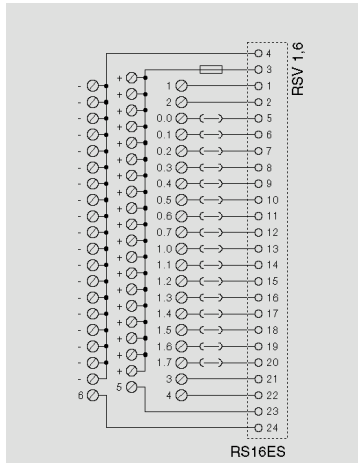 4
RSV 1,6
3
- + 1 1
- + 2 2
- + 0.0 5
- + 0.1 6
- + 0.2 7
- + 0.3 8
- + 0.4 9
- + 0.5 10
- + 0.6 11
- + 0.7 12
- + 1.0 13
- + 1.1 14
- + 1.2 15
- + 1.3 16
- + 1.4 17
- + 1.5 18
- + 1.6 19
- + 1.7 20
- + 3 21
6 5 4 22
23
24
RS16ES